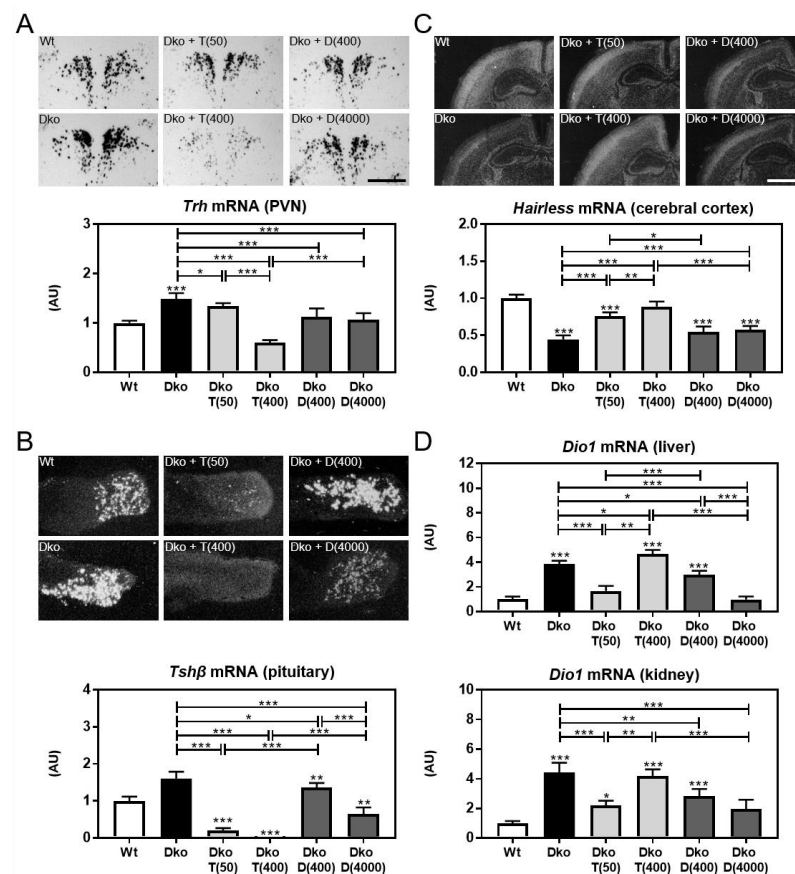 A
Wt
Dko + T(50)
Dko + D(400)
Dko
Dko + T(400)
Dko + D(4000)
Trh mRNA (PVN)
***
***
*** ***
* ***
***
3
2
1
0
(AU)
Wt Dko Dko Dko Dko Dko
T(50) T(400) D(400) D(4000)
C
Wt
Dko + T(50)
Dko + D(400)
Dko
Dko + T(400)
Dko + D(4000)
Hairless mRNA (cerebral cortex)
*
***
*** ***
*** **
*** *** *** ***
2.0
1.5
1.0
0.5
0.0
(AU)
Wt Dko Dko Dko Dko Dko
T(50) T(400) D(400) D(4000)
B
Wt
Dko + T(50)
Dko + D(400)
Dko
Dko + T(400)
Dko + D(4000)
Tshβ mRNA (pituitary)
***
* ***
*** ***
*** ***
*** *** ** **
4
3
2
1
0
(AU)
Wt Dko Dko Dko Dko Dko
T(50) T(400) D(400) D(4000)
D
Dio1 mRNA (liver)
***
***
* ***
* ***
*** **
*** *** ***
12
10
8
6
4
2
0
(AU)
Wt Dko Dko Dko Dko Dko
T(50) T(400) D(400) D(4000)
Dio1 mRNA (kidney)
***
**
*** ** ***
*** * *** ***
10
8
6
4
2
0
(AU)
Wt Dko Dko Dko Dko Dko
T(50) T(400) D(400) D(4000)